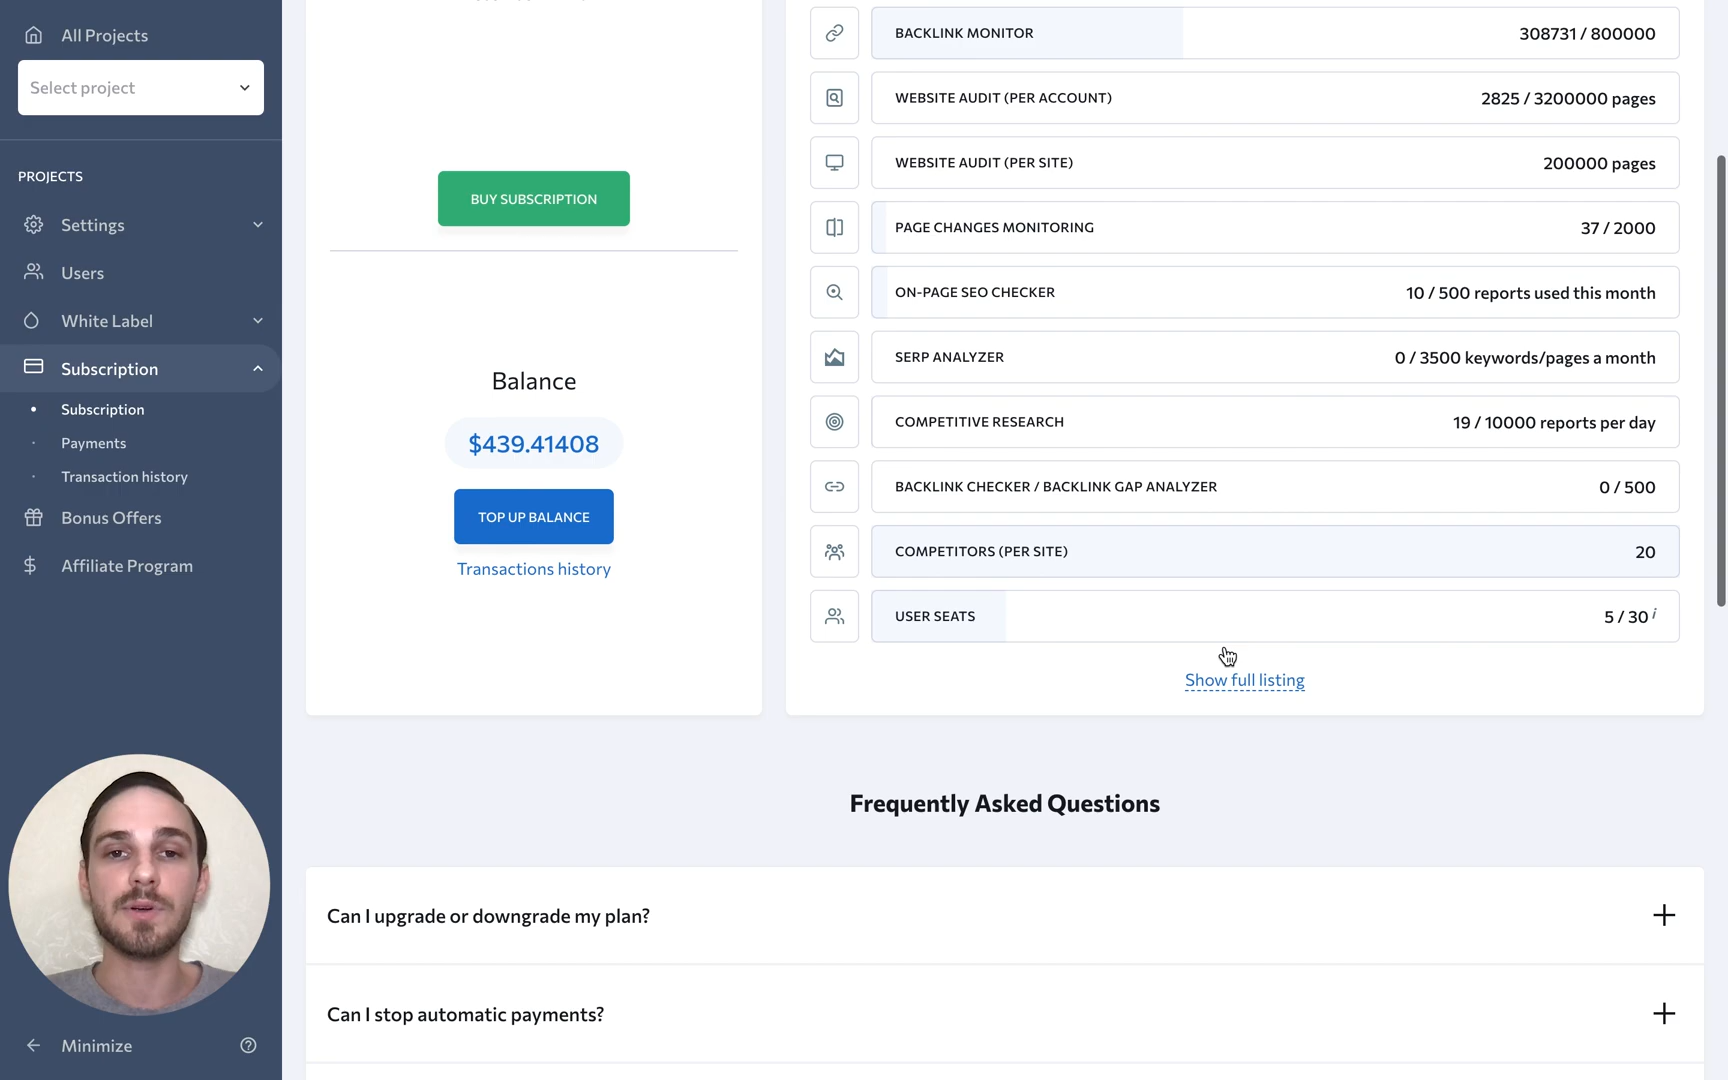 All Projects
Select project
PROJECTS
Settings
Users
White Label
Subscription
Subscription
Payments
Transaction history
Bonus Offers
Affiliate Program
Minimize
BUY SUBSCRIPTION
Balance
$439.41408
TOP UP BALANCE
Transactions history
BACKLINK MONITOR 308731 / 800000
WEBSITE AUDIT (PER ACCOUNT) 2825 / 3200000 pages
WEBSITE AUDIT (PER SITE) 200000 pages
PAGE CHANGES MONITORING 37 / 2000
ON-PAGE SEO CHECKER 10 / 500 reports used this month
SERP ANALYZER 0 / 3500 keywords/pages a month
COMPETITIVE RESEARCH 19 / 10000 reports per day
BACKLINK CHECKER / BACKLINK GAP ANALYZER 0 / 500
COMPETITORS (PER SITE) 20
USER SEATS 5 / 30 i
Show full listing
Frequently Asked Questions
Can I upgrade or downgrade my plan?
Can I stop automatic payments?